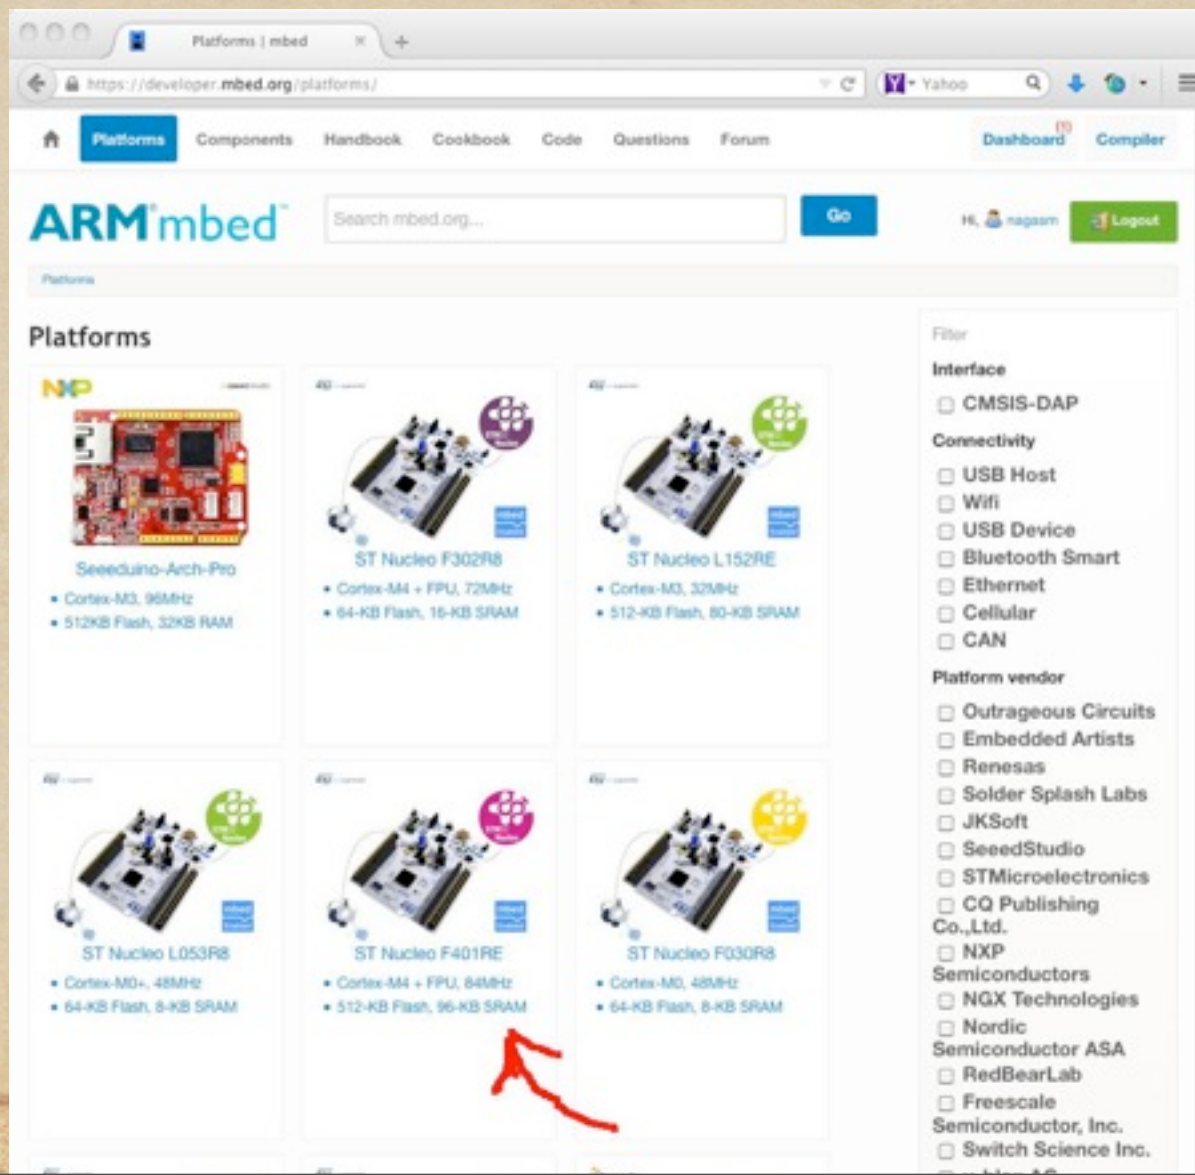 Platforms | mbed
https://developer.mbed.org/platforms/
Yahoo
Platforms
Components
Handbook
Cookbook
Code
Questions
Forum
Dashboard
(1)
Compiler
ARM mbed
Search mbed.org...
Go
Hi, nagasm
Logout
Platforms
Platforms
NXP
Seeeduino-Arch-Pro
Cortex-M3, 96MHz
512KB Flash, 32KB RAM
mbed
ST Nucleo F302R8
Cortex-M4 + FPU, 72MHz
64-KB Flash, 16-KB SRAM
mbed
ST Nucleo L152RE
Cortex-M3, 32MHz
512-KB Flash, 80-KB SRAM
mbed
ST Nucleo L053R8
Cortex-M0+, 48MHz
64-KB Flash, 8-KB SRAM
mbed
ST Nucleo F401RE
Cortex-M4 + FPU, 84MHz
512-KB Flash, 96-KB SRAM
mbed
ST Nucleo F030R8
Cortex-M0, 48MHz
64-KB Flash, 8-KB SRAM
Filter
Interface
CMSIS-DAP
Connectivity
USB Host
Wifi
USB Device
Bluetooth Smart
Ethernet
Cellular
CAN
Platform vendor
Outrageous Circuits
Embedded Artists
Renesas
Solder Splash Labs
JKSoft
SeeedStudio
STMicroelectronics
CQ Publishing
Co.,Ltd.
NXP
Semiconductors
NGX Technologies
Nordic
Semiconductor ASA
RedBearLab
Freescale
Semiconductor, Inc.
Switch Science Inc.